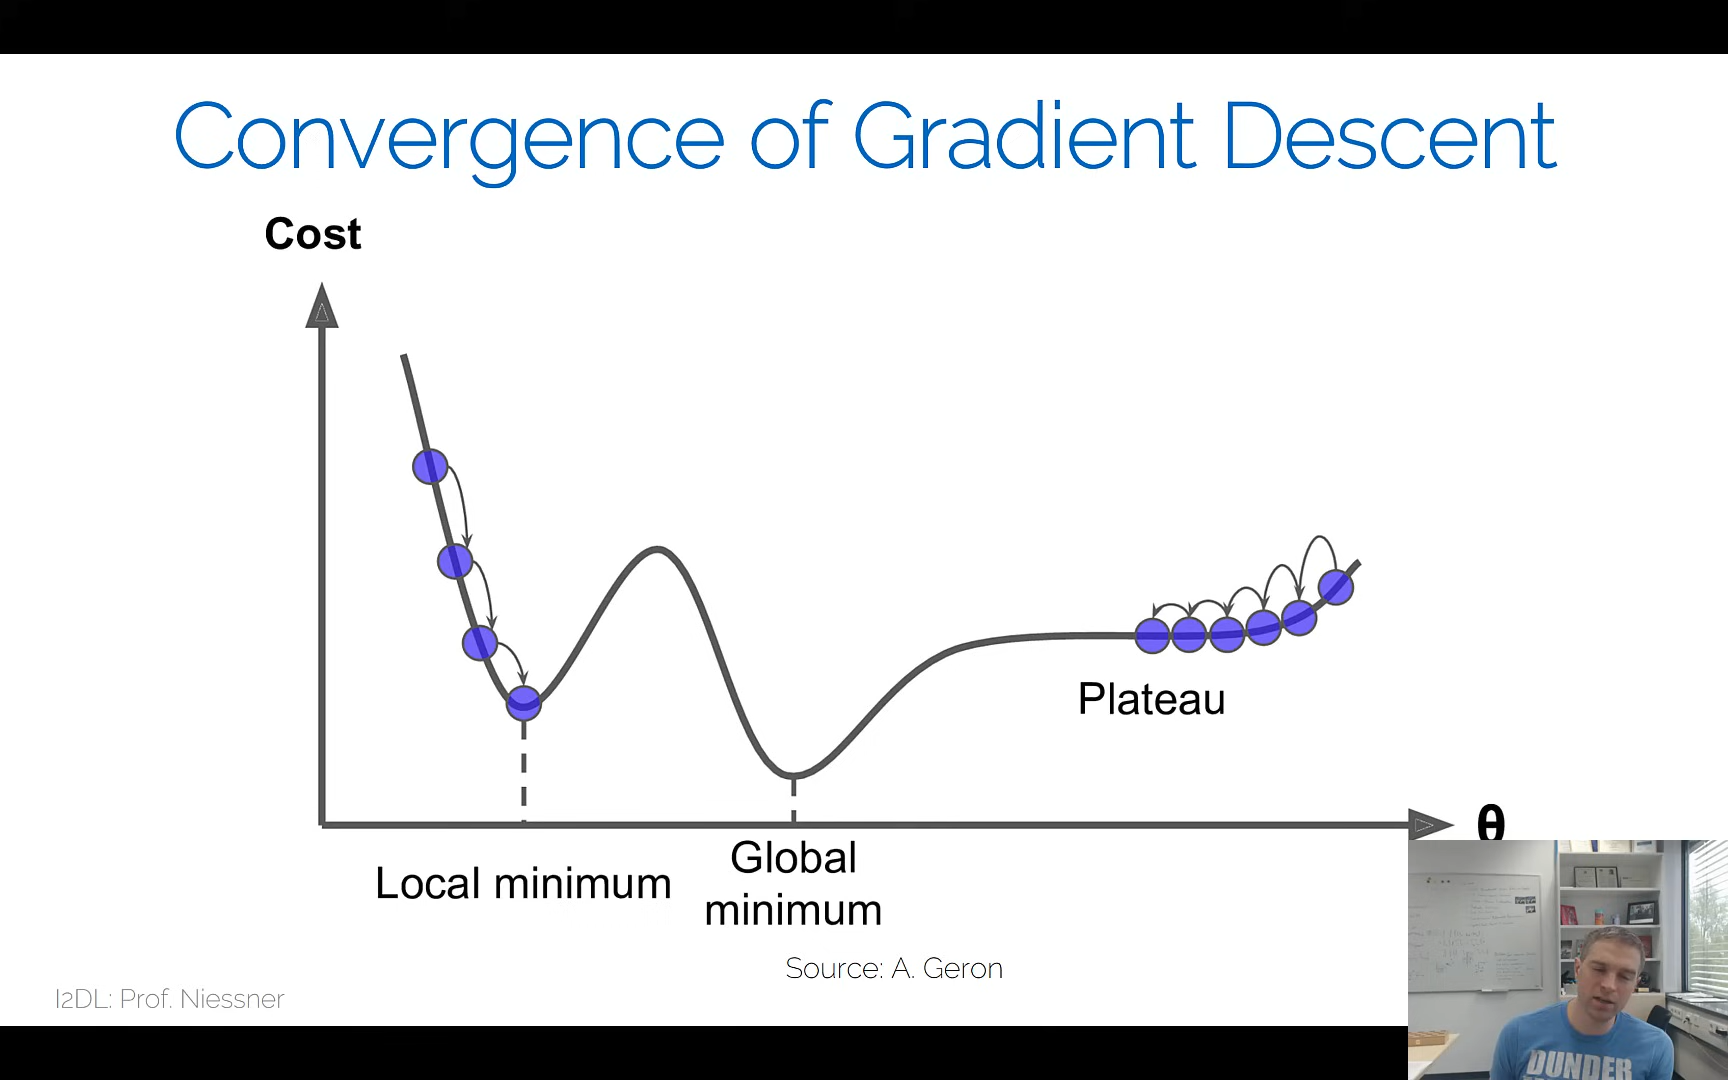 Convergence of Gradient Descent
Cost
Plateau
θ
Local minimum
Global
minimum
Source: A. Geron
I2DL: Prof. Niessner
DUNDER